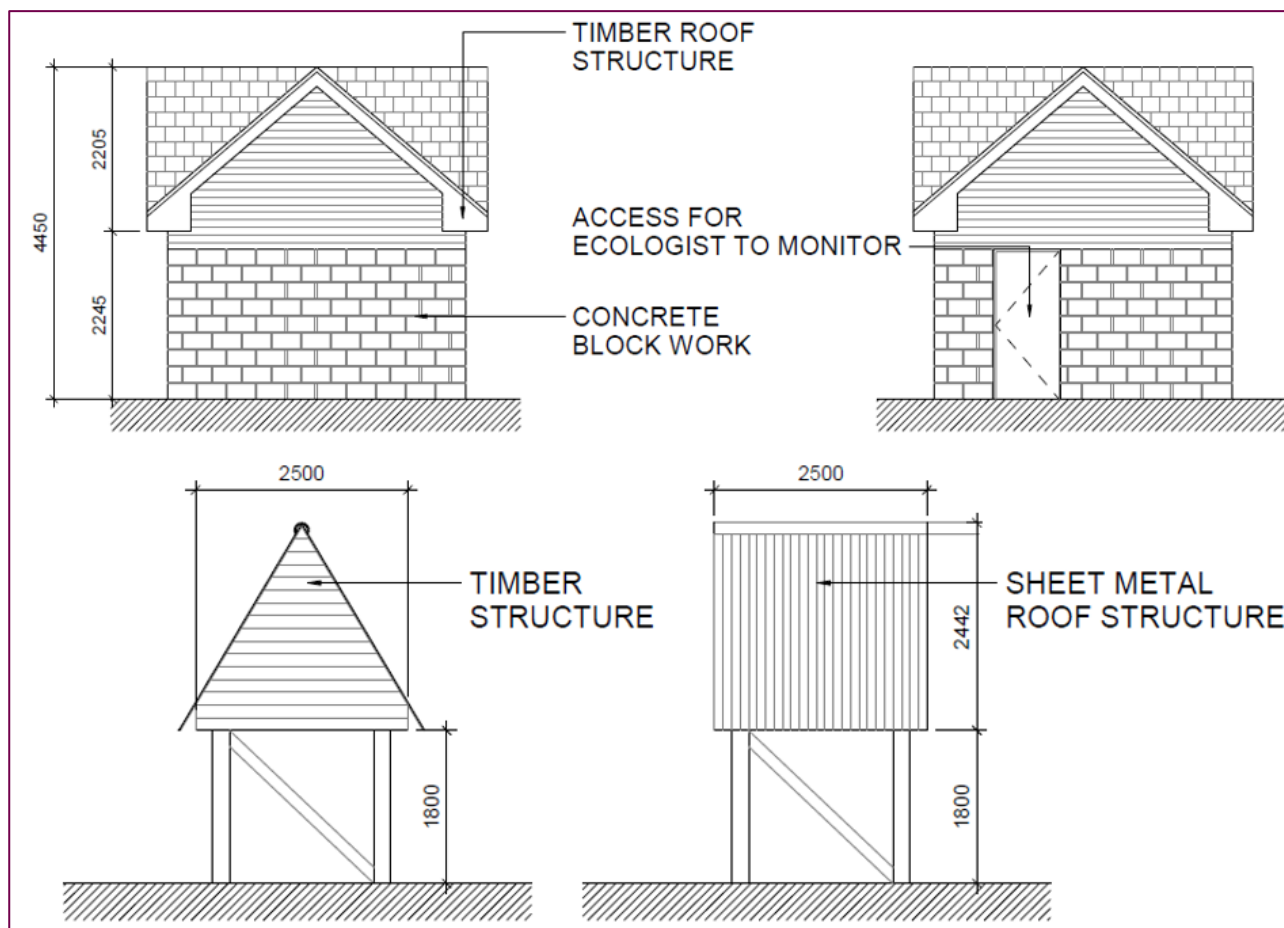 TIMBER ROOF
STRUCTURE
2205
4450
ACCESS FOR
ECOLOGIST TO MONITOR
2245
CONCRETE
BLOCK WORK
2500
2500
TIMBER
STRUCTURE
SHEET METAL
ROOF STRUCTURE
2442
1800
1800